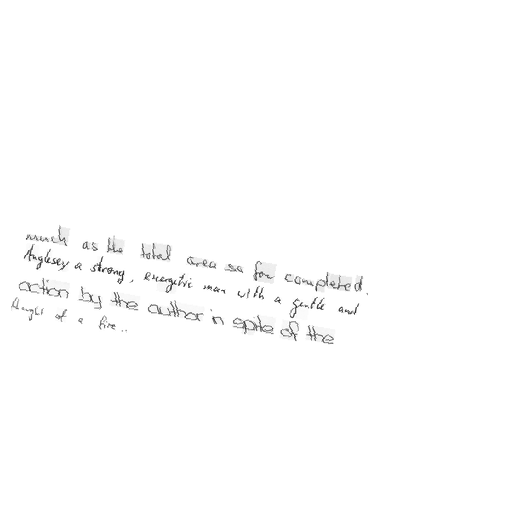 much as the total area so far completed.
Anglesey a strong, energetic man with a gentle and
action by the author in spite of the
thought of a fire..